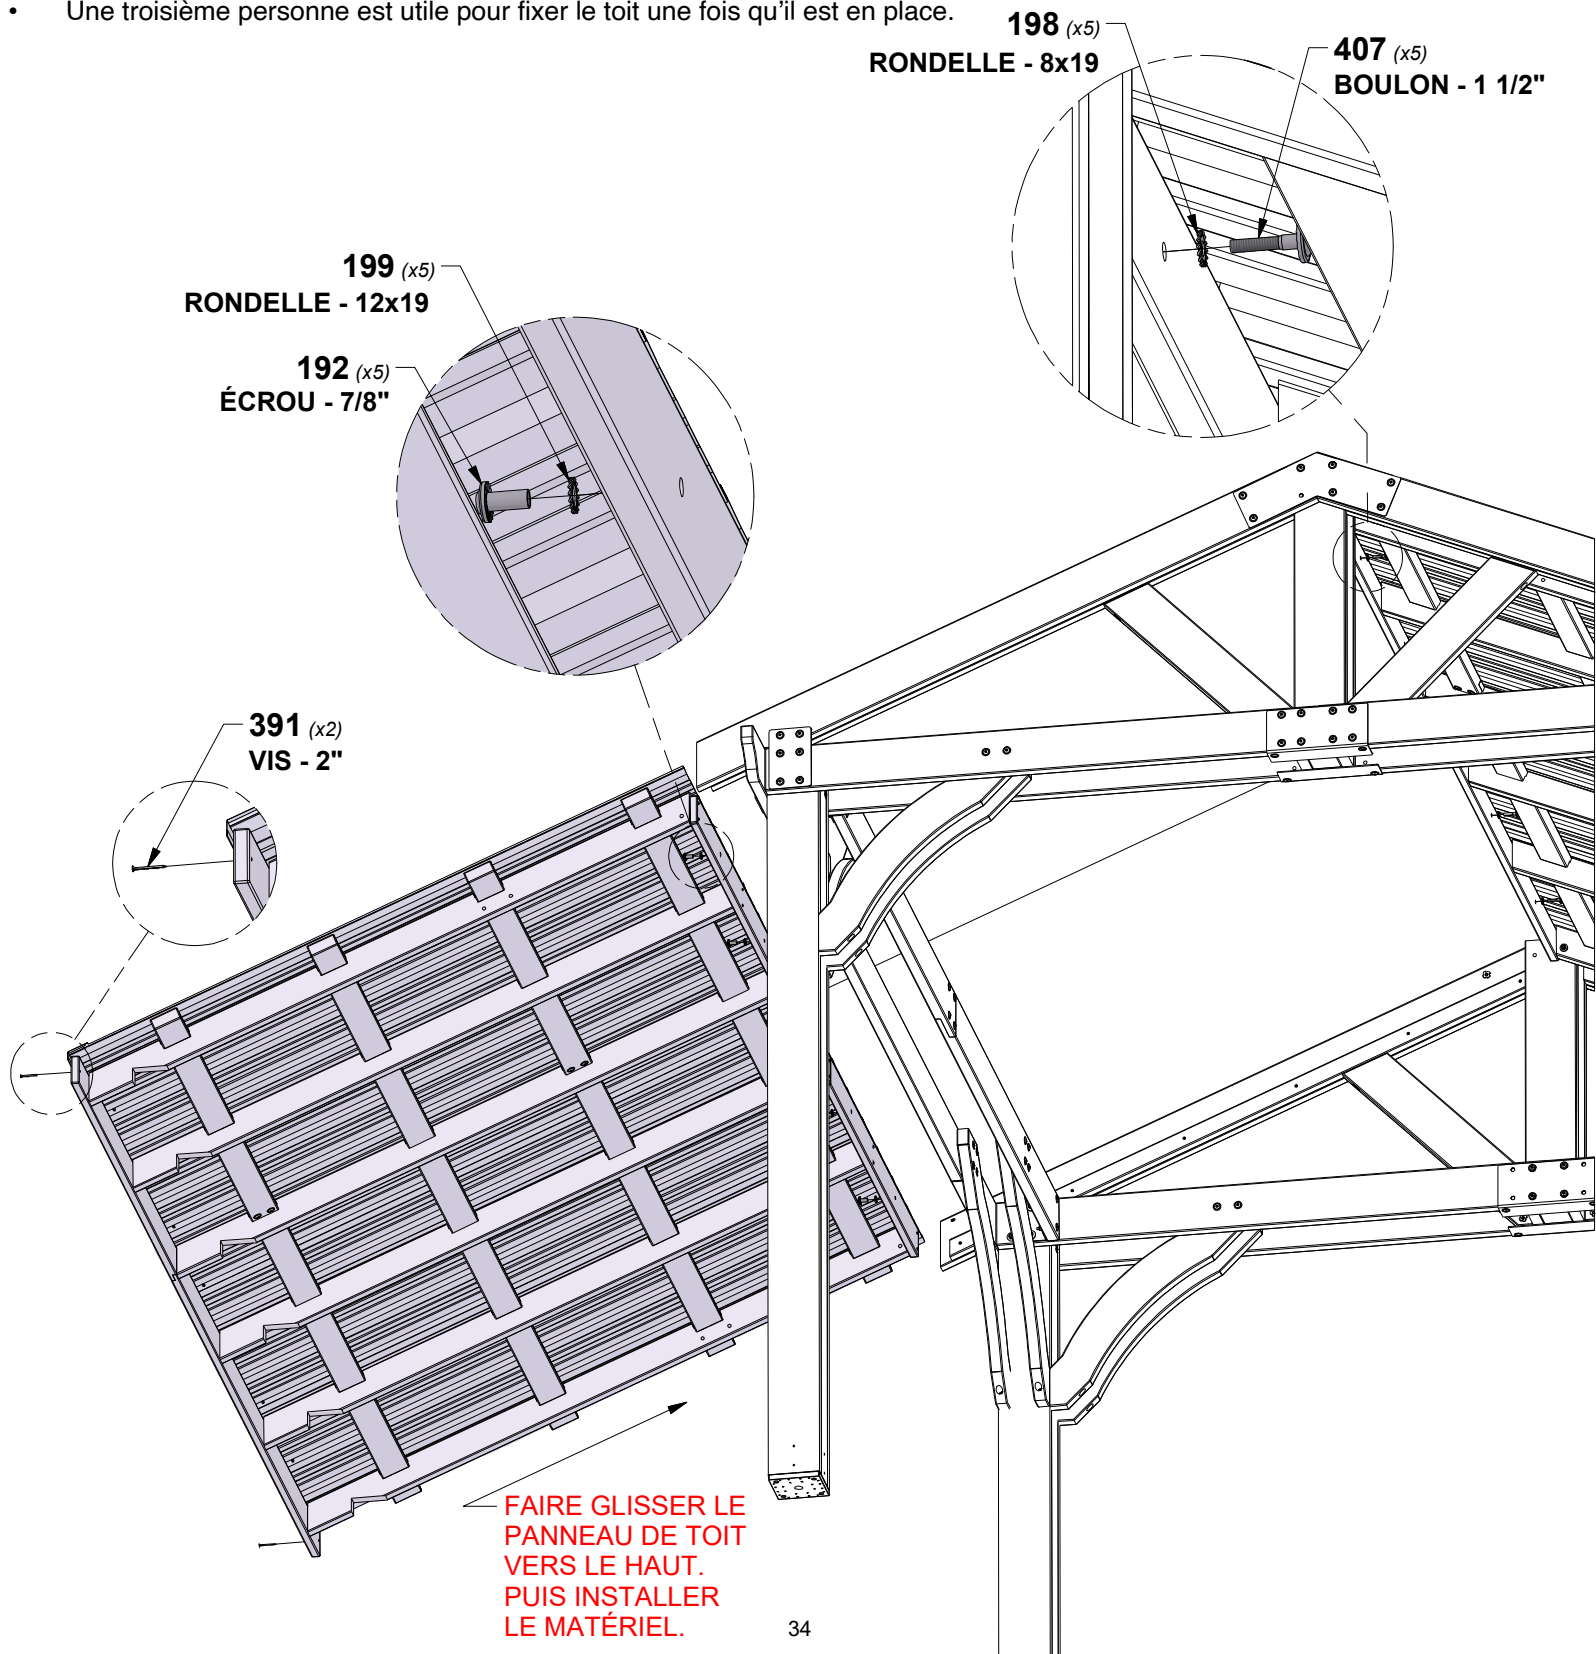 • Une troisième personne est utile pour fixer le toit une fois qu'il est en place.
198 (x5)
RONDELLE - 8x19
407 (x5)
BOULON - 1 1/2"
199 (x5)
RONDELLE - 12x19
192 (x5)
ÉCROU - 7/8"
391 (x2)
VIS - 2"
FAIRE GLISSER LE
PANNEAU DE TOIT
VERS LE HAUT.
PUIS INSTALLER
LE MATÉRIEL.
34